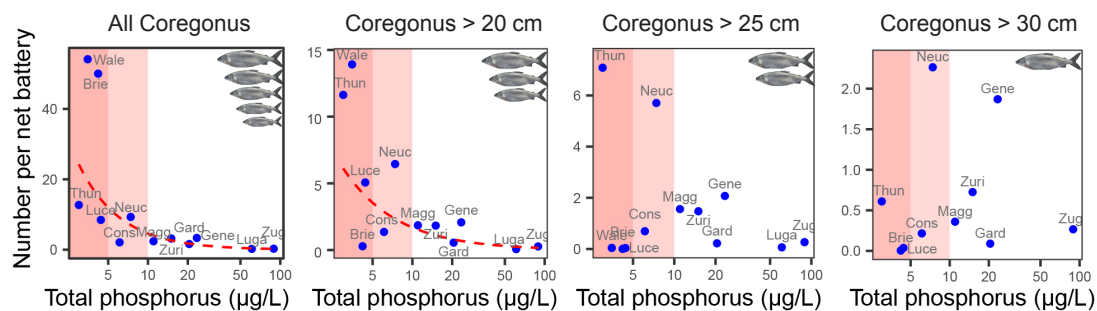 All Coregonus
Coregonus > 20 cm
Coregonus > 25 cm
Coregonus > 30 cm
Number per net battery
0
20
40
Wale
Brie
Thun
Luce
Neuc
Cons
Magg
Gard
Zuri
Gene
Luga
Zug
5
10
50
100
Total phosphorus (µg/L)
0
5
10
15
Wale
Thun
Neuc
Luce
Cons
Brie
Magg
Zuri
Gene
Gard
Luga
Zug
5
10
20
50
100
Total phosphorus (µg/L)
0
2
4
6
Thun
Neuc
Magg
Gene
Zuri
Cons
Wale
Brie
Luce
Gard
Luga
Zug
5
10
20
50
100
Total phosphorus (µg/L)
0.0
0.5
1.0
1.5
2.0
Neuc
Gene
Thun
Zuri
Magg
Cons
Brie
Luce
Gard
Zug
5
10
20
50
100
Total phosphorus (µg/L)